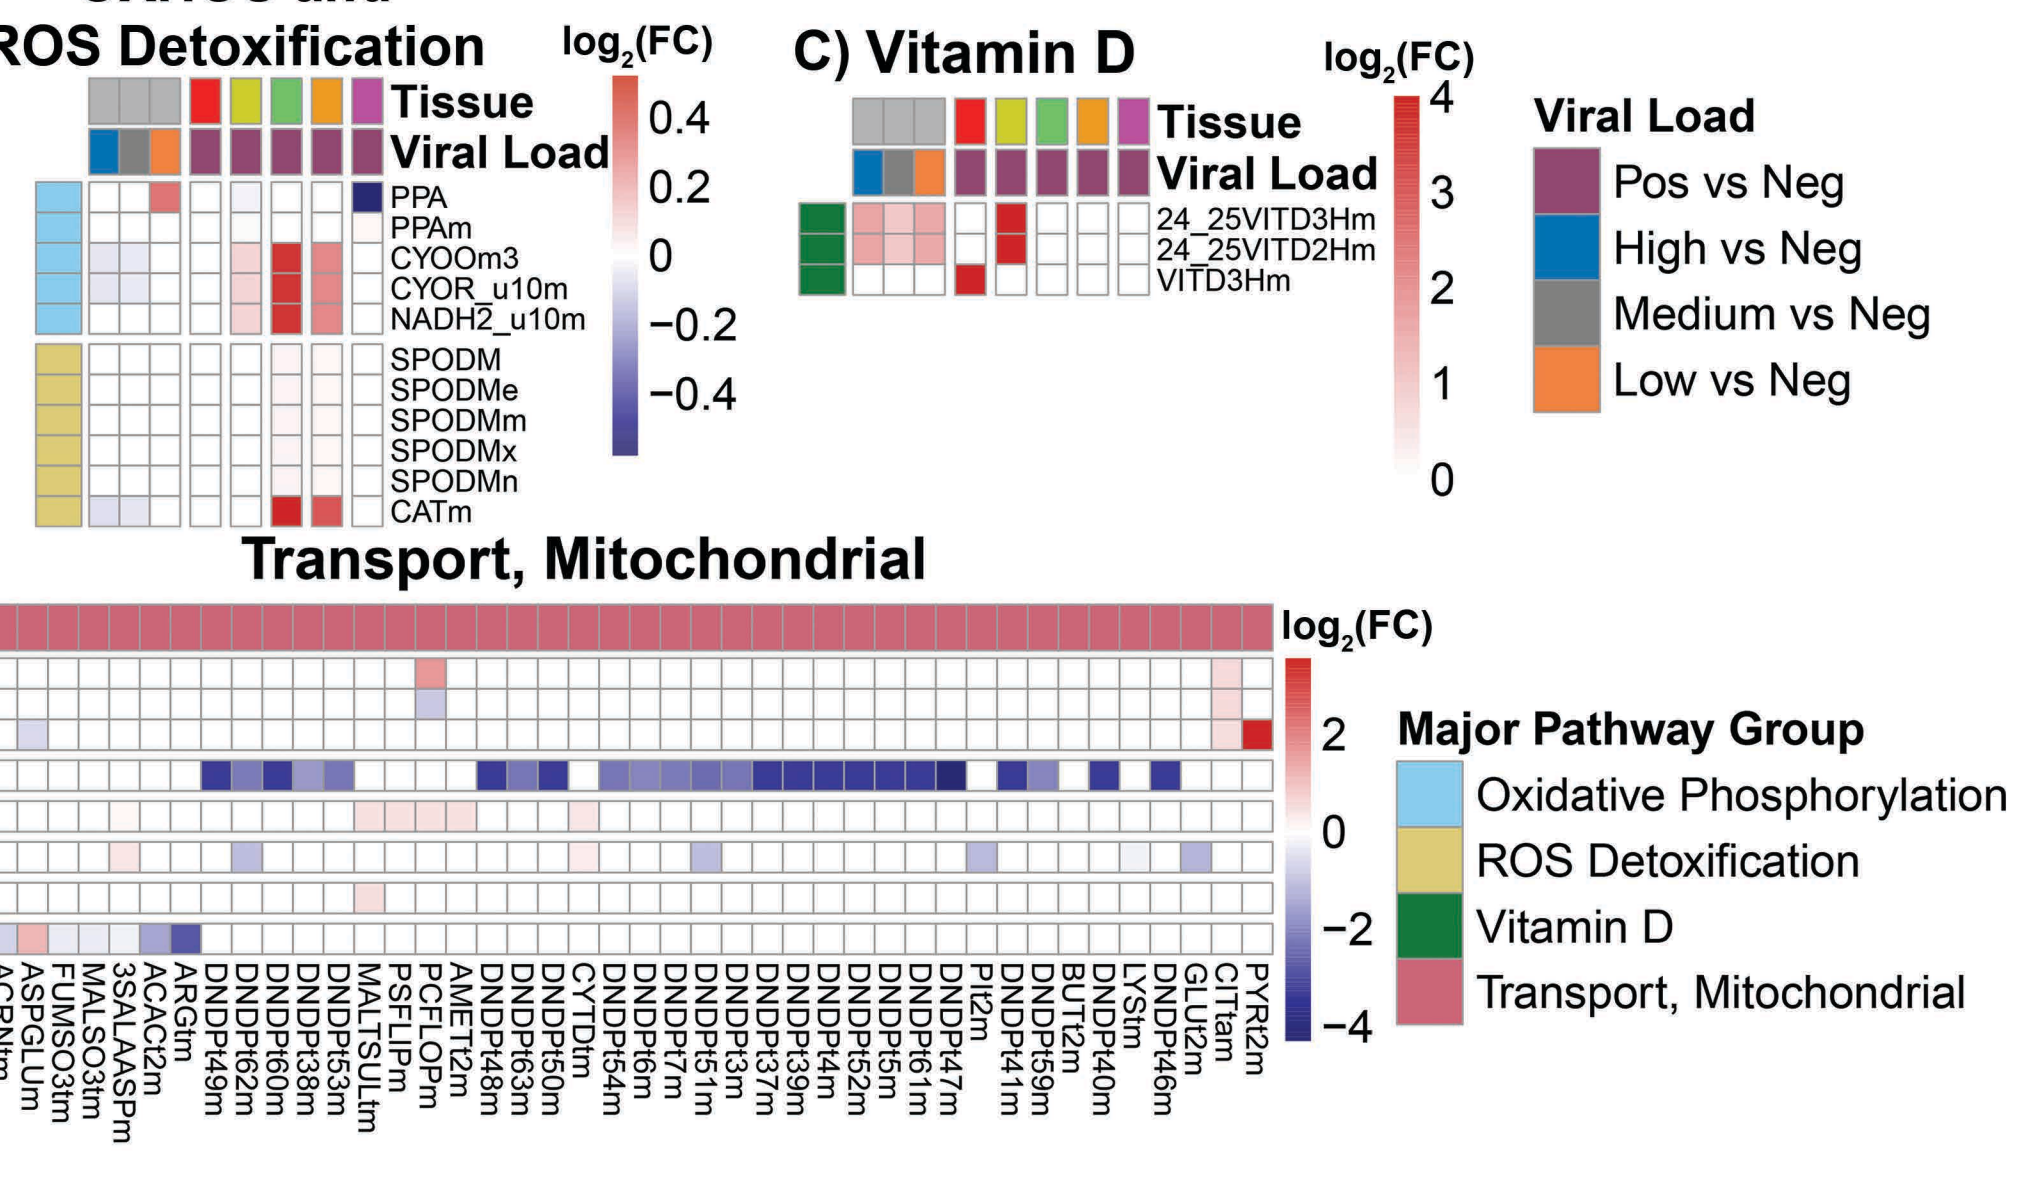 ROS Detoxification
log2(FC)
Tissue
Viral Load
0.4
0.2
0
−0.2
−0.4
PPA
PPAm
CYOOm3
CYOR_u10m
NADH2_u10m
SPODM
SPODMe
SPODMm
SPODMx
SPODMn
CATm
C) Vitamin D
log2(FC)
Tissue
Viral Load
4
3
2
1
0
24_25VITD3Hm
24_25VITD2Hm
VITD3Hm
Viral Load
Pos vs Neg
High vs Neg
Medium vs Neg
Low vs Neg
Transport, Mitochondrial
log2(FC)
2
0
−2
−4
ASPGLUm
FUMSO3tm
MALSO3tm
3SALAASPm
ACACt2m
ARGtm
DNDPt49m
DNDPt62m
DNDPt60m
DNDPt38m
DNDPt53m
MALTSULtm
PSFLIPm
PCFLOPm
AMETt2m
DNDPt48m
DNDPt63m
DNDPt50m
CYTDtm
DNDPt54m
DNDPt6m
DNDPt7m
DNDPt51m
DNDPt3m
DNDPt37m
DNDPt39m
DNDPt4m
DNDPt52m
DNDPt5m
DNDPt61m
DNDPt47m
PIt2m
DNDPt41m
DNDPt59m
BUTt2m
DNDPt40m
LYStm
DNDPt46m
GLUt2m
CITtam
PYRt2m
Major Pathway Group
Oxidative Phosphorylation
ROS Detoxification
Vitamin D
Transport, Mitochondrial